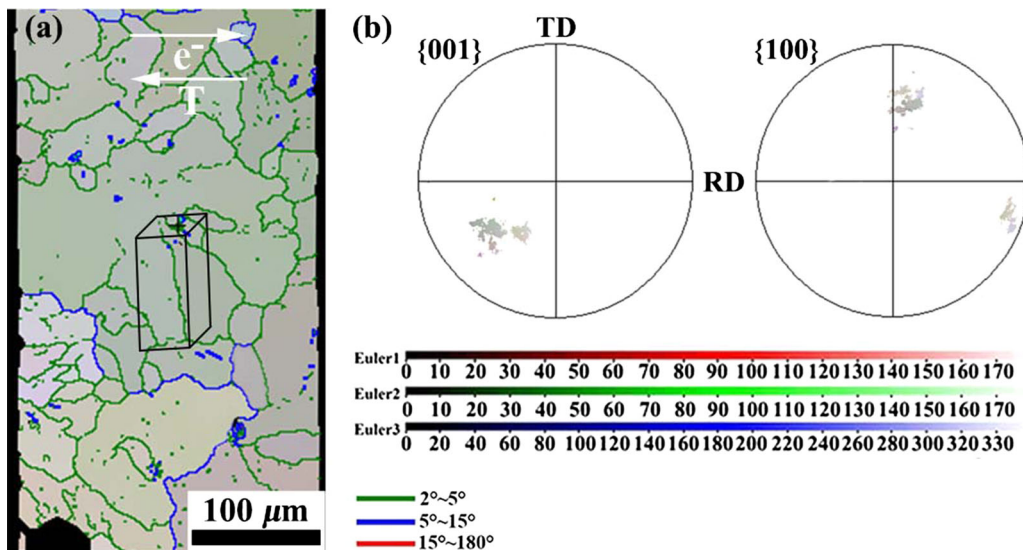 (a)
e⁻
T
100 μm
(b)
TD
{001}
{100}
RD
Euler1
0 10 20 30 40 50 60 70 80 90 100 110 120 130 140 150 160 170
Euler2
0 10 20 30 40 50 60 70 80 90 100 110 120 130 140 150 160 170
Euler3
0 20 40 60 80 100 120 140 160 180 200 220 240 260 280 300 330
2°~5°
5°~15°
15°~180°